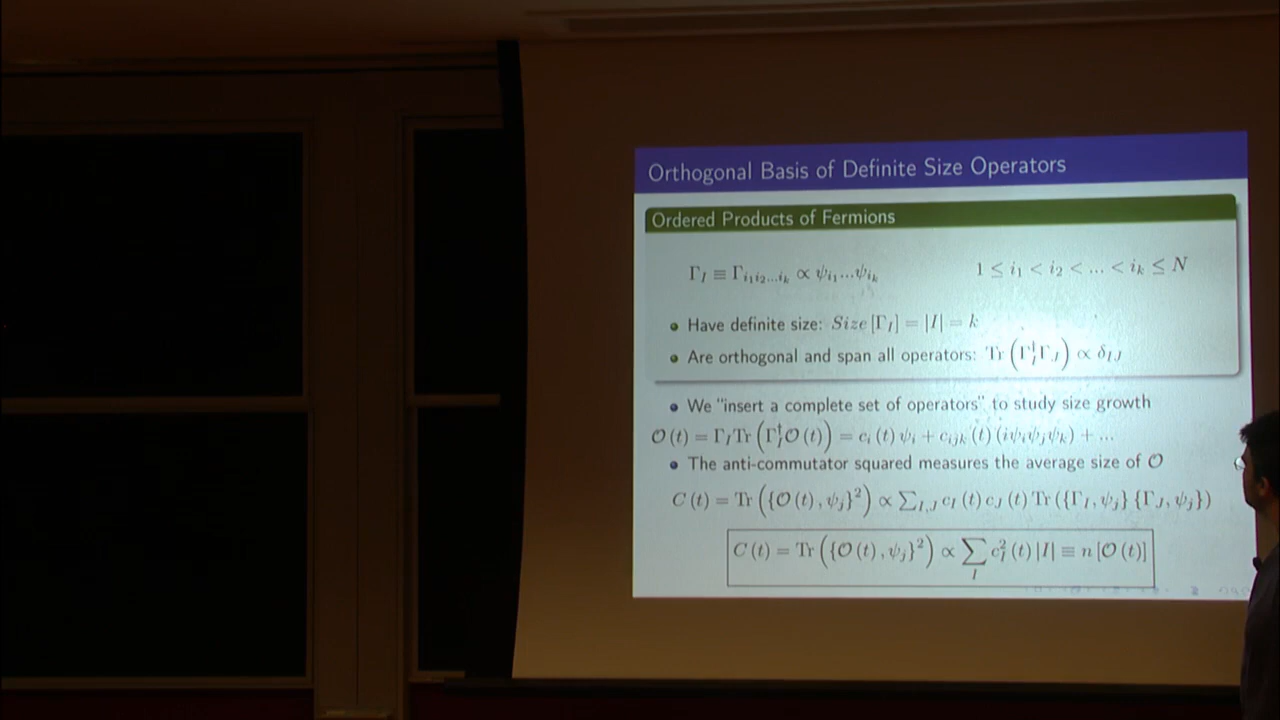 Orthogonal Basis of Definite Size Operators
Ordered Products of Fermions
Γ_I ≡ Γ_{i_1 i_2 ... i_k} ∝ ψ_{i_1}...ψ_{i_k}    1 ≤ i_1 < i_2 < ... < i_k ≤ N
• Have definite size: Size [Γ_I] = |I| = k
• Are orthogonal and span all operators: Tr (Γ_I^† Γ_J) ∝ δ_{IJ}
• We "insert a complete set of operators" to study size growth
O (t) = Γ_I Tr (Γ_I^† O (t)) = c_i (t) ψ_i + c_{ijk} (t) (iψ_iψ_jψ_k) + ...
• The anti-commutator squared measures the average size of O
C (t) = Tr ({O (t), ψ_j}^2) ∝ ∑_{I,J} c_I (t) c_J (t) Tr ({Γ_I, ψ_j} {Γ_J, ψ_j})
C (t) = Tr ({O (t), ψ_j}^2) ∝ ∑_I c_I^2 (t) |I| ≡ n [O (t)]